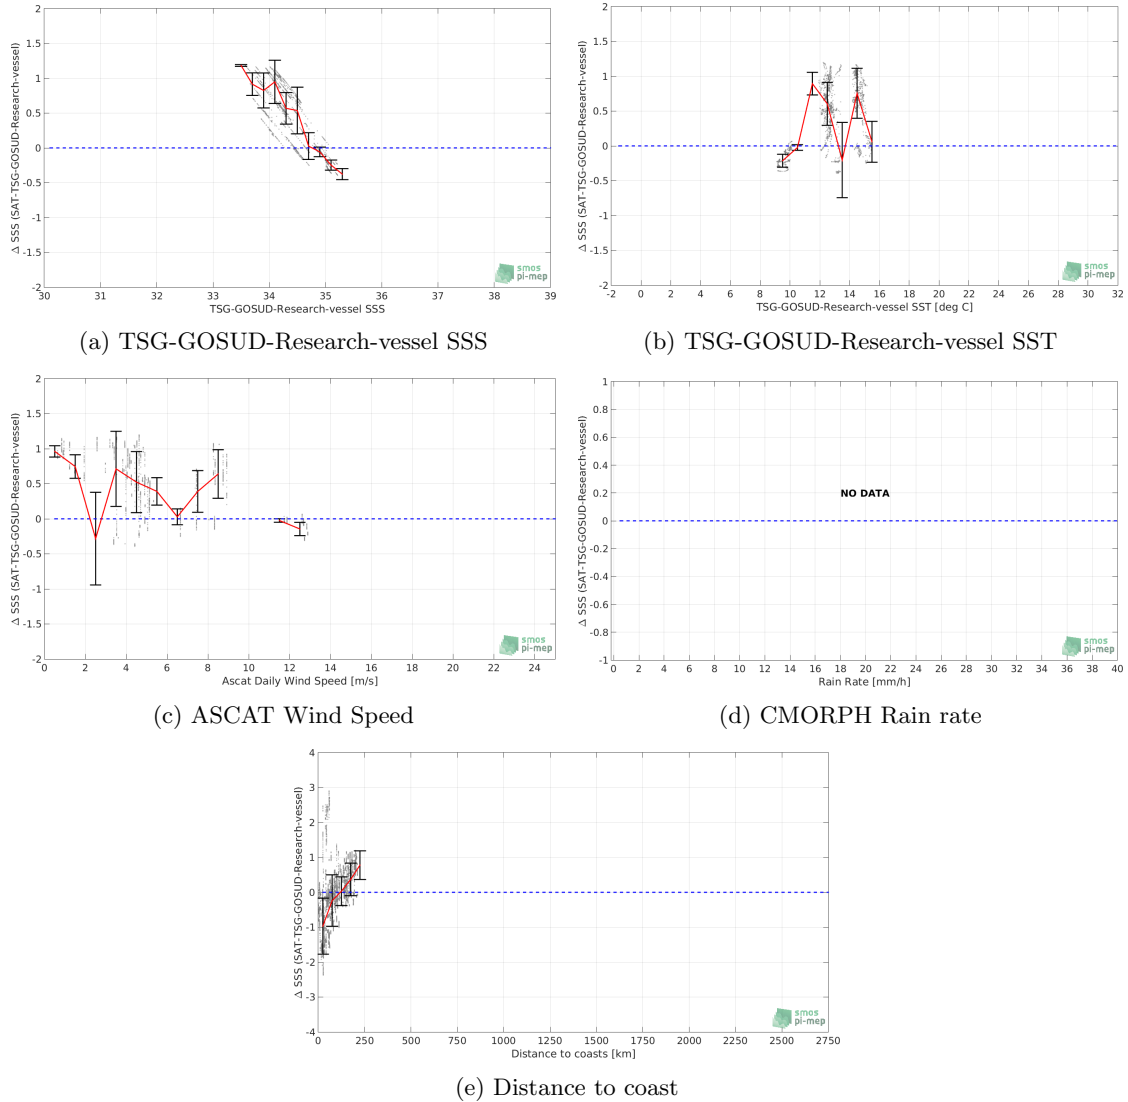 Δ SSS (SAT-TSG-GOSUD-Research-vessel)
2
1.5
1
0.5
0
-0.5
-1
-1.5
-2
30 31 32 33 34 35 36 37 38 39
TSG-GOSUD-Research-vessel SSS
smos
pi-mep
(a) TSG-GOSUD-Research-vessel SSS
Δ SSS (SAT-TSG-GOSUD-Research-vessel)
2
1.5
1
0.5
0
-0.5
-1
-1.5
-2
-2 0 2 4 6 8 10 12 14 16 18 20 22 24 26 28 30 32
TSG-GOSUD-Research-vessel SST [deg C]
smos
pi-mep
(b) TSG-GOSUD-Research-vessel SST
Δ SSS (SAT-TSG-GOSUD-Research-vessel)
2
1.5
1
0.5
0
-0.5
-1
-1.5
-2
0 2 4 6 8 10 12 14 16 18 20 22 24
Ascat Daily Wind Speed [m/s]
smos
pi-mep
(c) ASCAT Wind Speed
Δ SSS (SAT-TSG-GOSUD-Research-vessel)
1
0.8
0.6
0.4
0.2
0
-0.2
-0.4
-0.6
-0.8
-1
NO DATA
0 2 4 6 8 10 12 14 16 18 20 22 24 26 28 30 32 34 36 38 40
Rain Rate [mm/h]
smos
pi-mep
(d) CMORPH Rain rate
Δ SSS (SAT-TSG-GOSUD-Research-vessel)
4
3
2
1
0
-1
-2
-3
-4
0 250 500 750 1000 1250 1500 1750 2000 2250 2500 2750
Distance to coasts [km]
smos
pi-mep
(e) Distance to coast